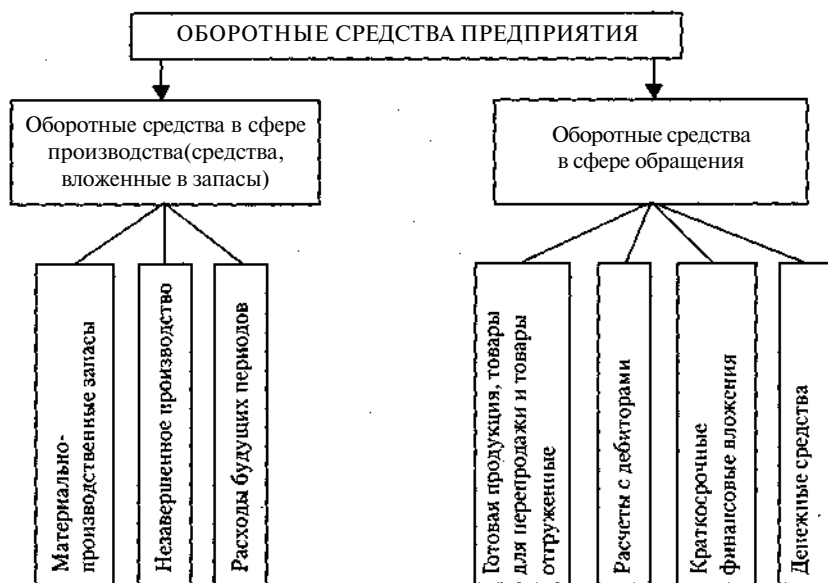 ОБОРОТНЫЕ СРЕДСТВА ПРЕДПРИЯТИЯ
Оборотные средства в сфере
производства(средства,
вложенные в запасы)
Оборотные средства
в сфере обращения
Материально-
производственные запасы
Незавершенное производство
Расходы будущих периодов
Готовая продукция, товары
для перепродажи и товары
отгруженные
Расчеты с дебиторами
Краткосрочные
финансовые вложения
Денежные средства